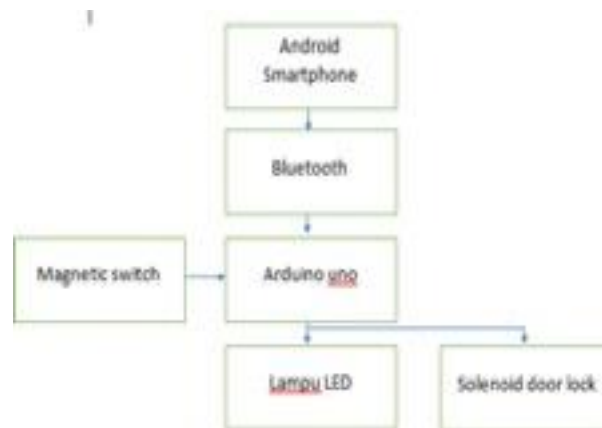 Android
Smartphone
Bluetooth
Magnetic switch
Arduino uno
Lampu LED
Solenoid door lock